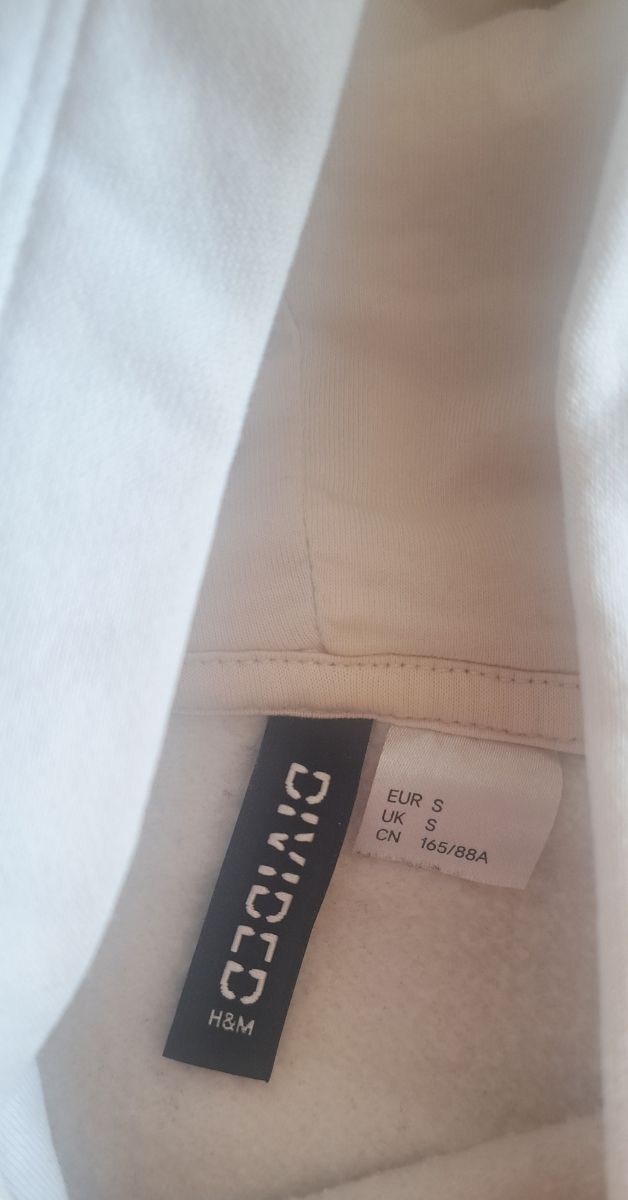 DIVIDED
H&M
EUR S
UK S
CN 165/88A